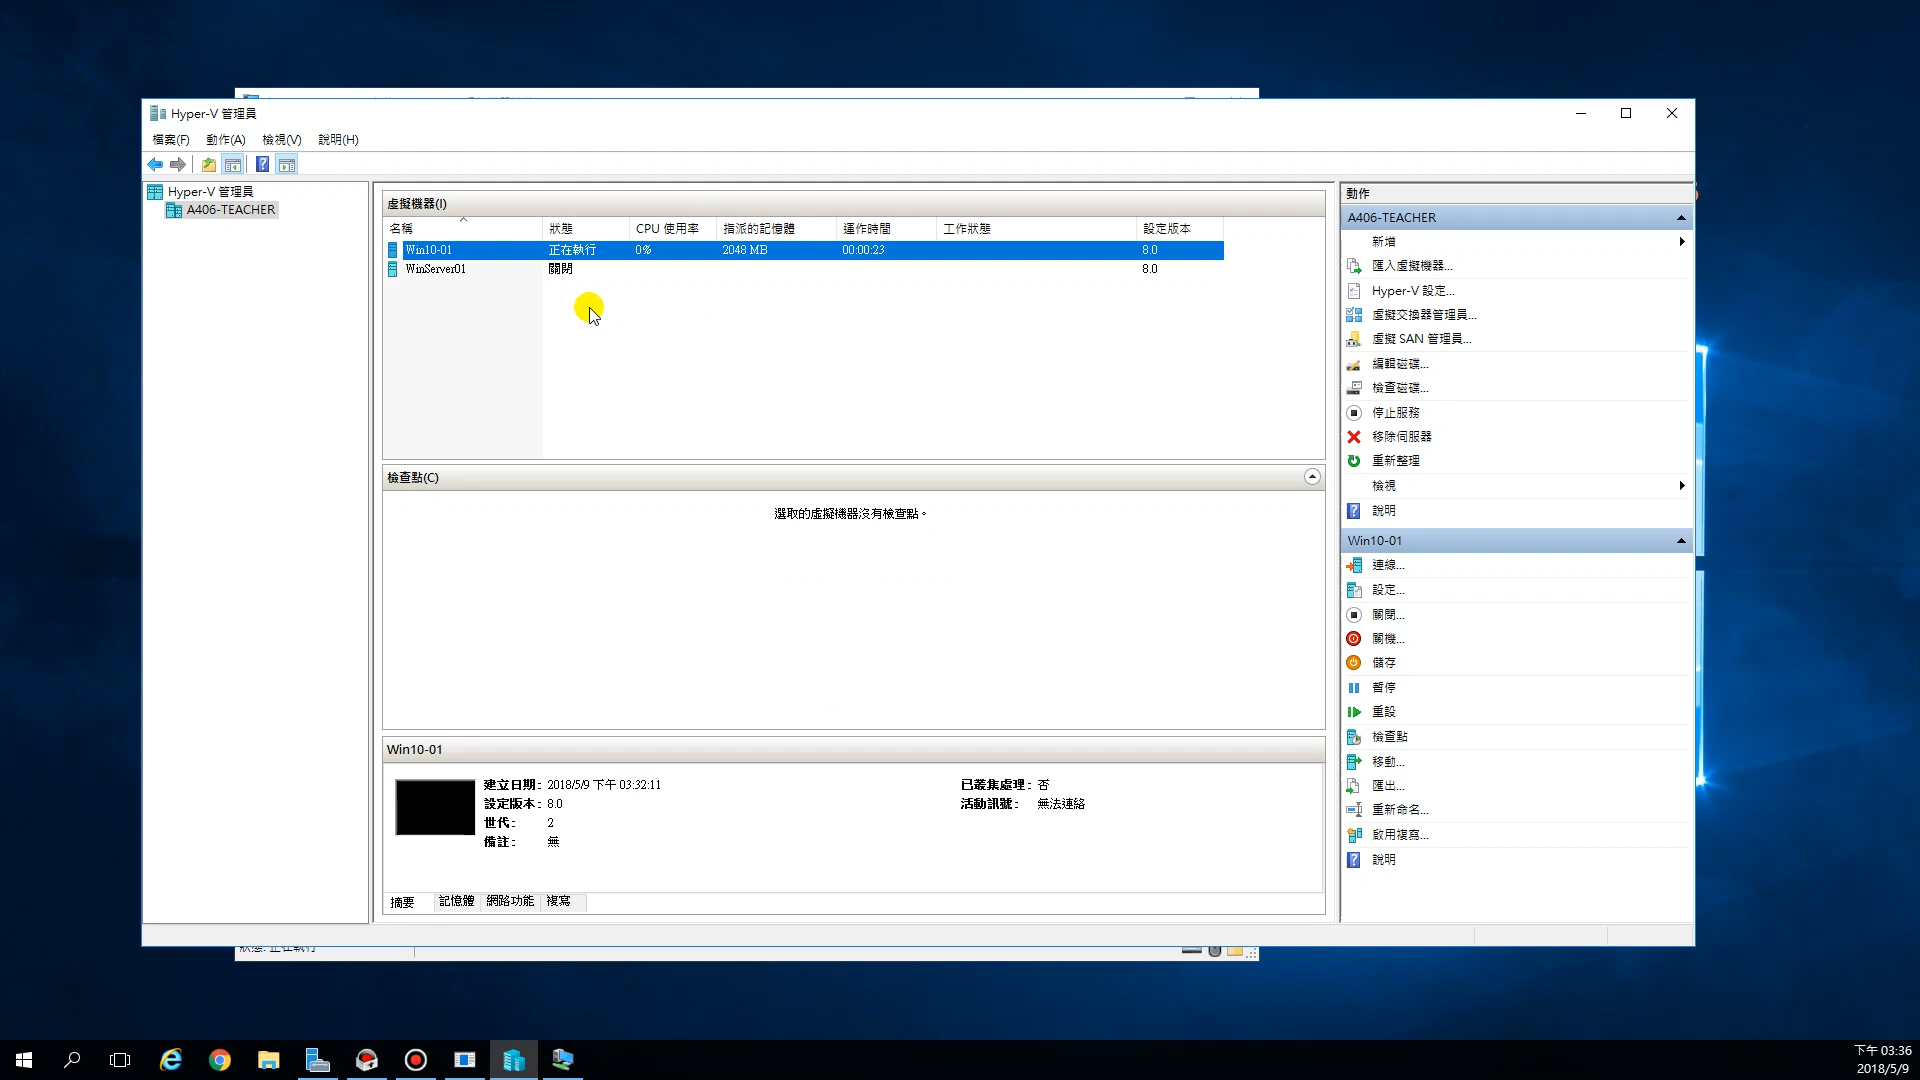 Hyper-V 管理員
檔案(F) 動作(A) 檢視(V) 說明(H)
Hyper-V 管理員
A406-TEACHER
虛擬機器(I)
名稱 狀態 CPU 使用率 指派的記憶體 運作時間 工作狀態 設定版本
Win10-01 正在執行 0% 2048 MB 00:00:23 8.0
WinServer01 關閉 8.0
檢查點(C)
選取的虛擬機器沒有檢查點。
Win10-01
建立日期: 2018/5/9 下午 03:32:11
設定版本: 8.0
世代: 2
備註: 無
已叢集處理: 否
活動訊號: 無法連絡
摘要 記憶體 網路功能 複寫
動作
A406-TEACHER
新增
匯入虛擬機器...
Hyper-V 設定...
虛擬交換器管理員...
虛擬 SAN 管理員...
編輯磁碟...
檢查磁碟...
停止服務
移除伺服器
重新整理
檢視
說明
Win10-01
連線...
設定...
關閉...
關機...
儲存
暫停
重設
檢查點
移動...
匯出...
重新命名...
啟用複寫...
說明
狀態: 正在執行
下午 03:36
2018/5/9